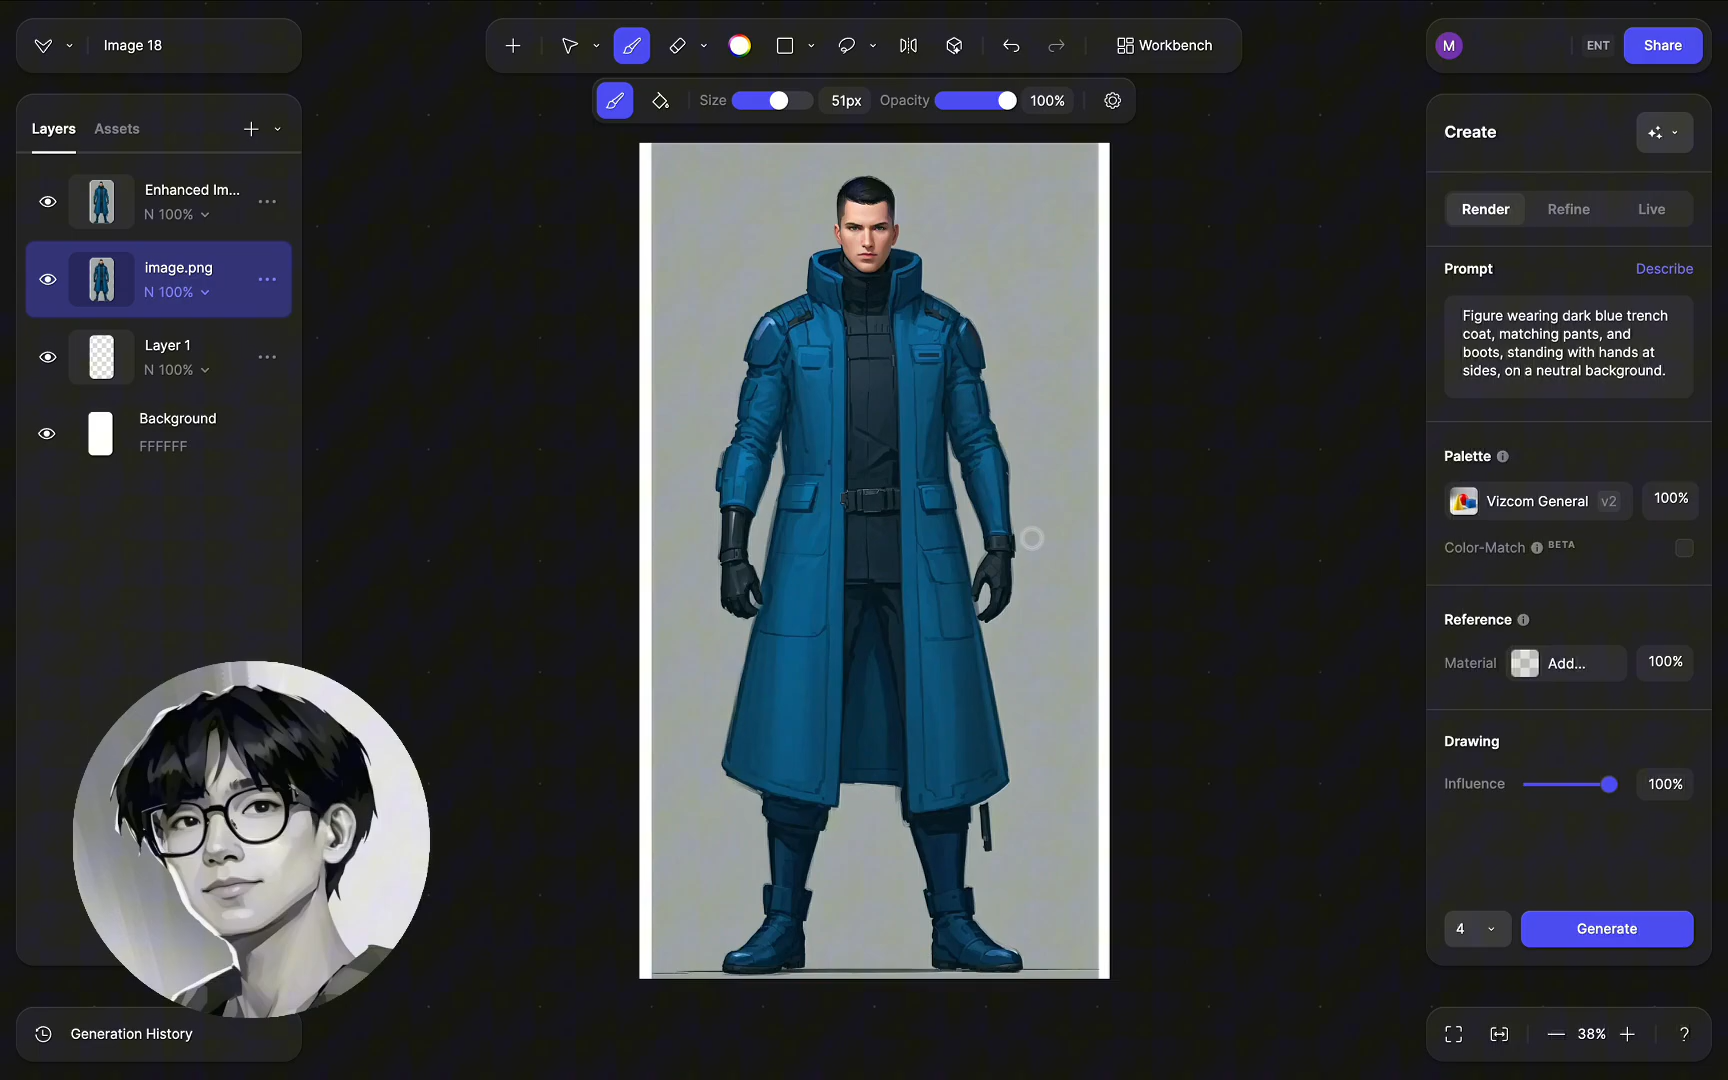 Image 18
Workbench
M
ENT
Share
Size
51px
Opacity
100%
Layers
Assets
Enhanced Im...
N 100%
image.png
N 100%
Layer 1
N 100%
Background
FFFFFF
Generation History
Create
Render
Refine
Live
Prompt
Describe
Figure wearing dark blue trench
coat, matching pants, and
boots, standing with hands at
sides, on a neutral background.
Palette
Vizcom General
v2
100%
Color-Match
BETA
Reference
Material
Add...
100%
Drawing
Influence
100%
4
Generate
38%
?